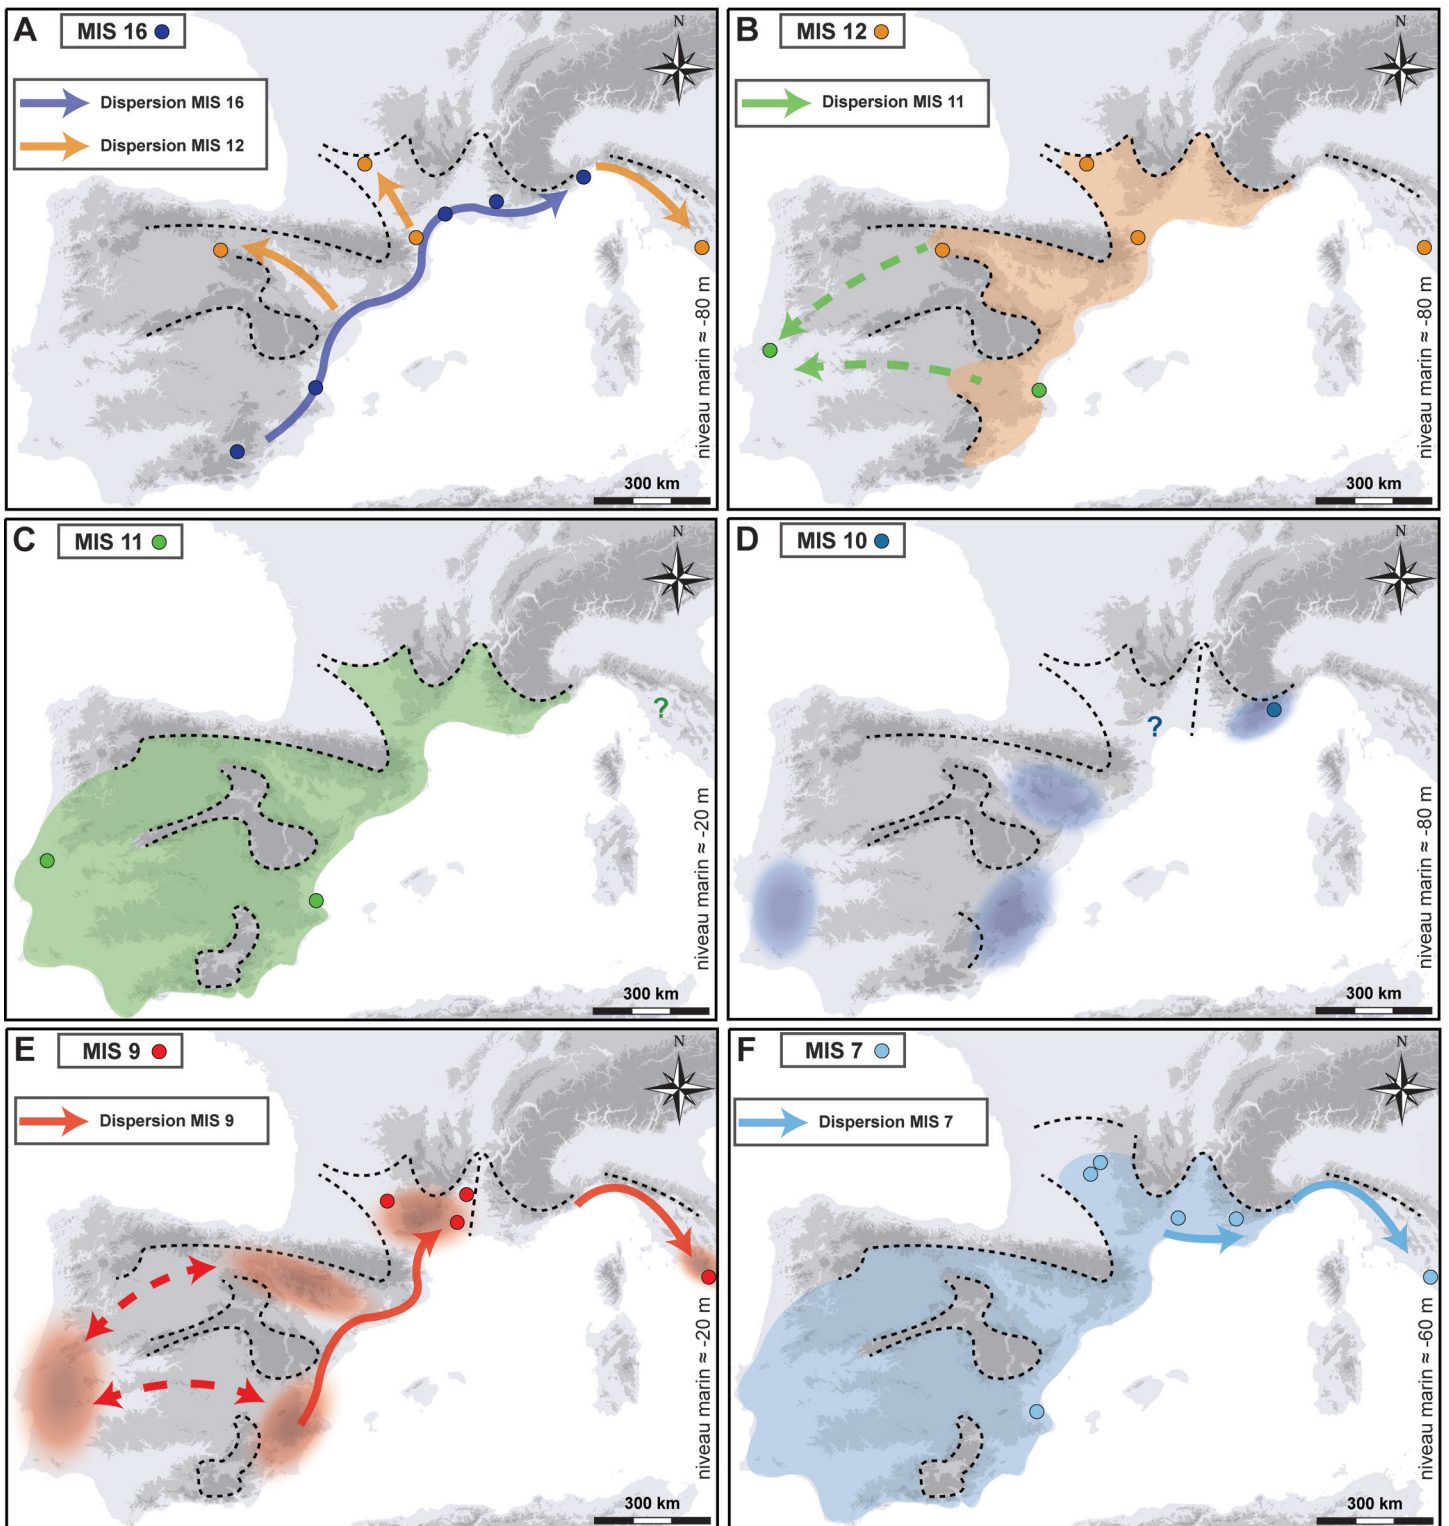 A
MIS 16
N
Dispersion MIS 16
Dispersion MIS 12
niveau marin ≈ -80 m
300 km
B
MIS 12
N
Dispersion MIS 11
niveau marin ≈ -80 m
300 km
C
MIS 11
N
?
niveau marin ≈ -20 m
300 km
D
MIS 10
N
?
niveau marin ≈ -80 m
300 km
E
MIS 9
N
Dispersion MIS 9
niveau marin ≈ -20 m
300 km
F
MIS 7
N
Dispersion MIS 7
niveau marin ≈ -60 m
300 km